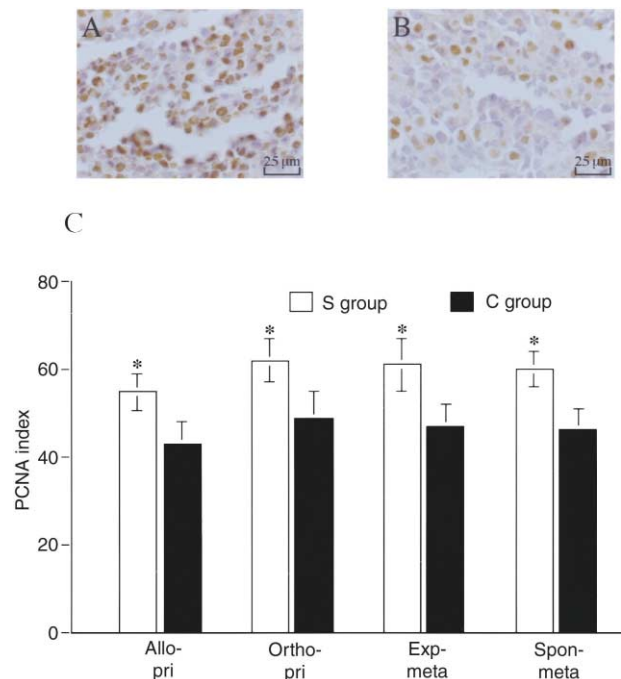 A
B
25 μm
25 μm
C
80
60
40
20
0
PCNA index
S group
C group
*
*
*
*
Allo-
pri
Ortho-
pri
Exp-
meta
Spon-
meta